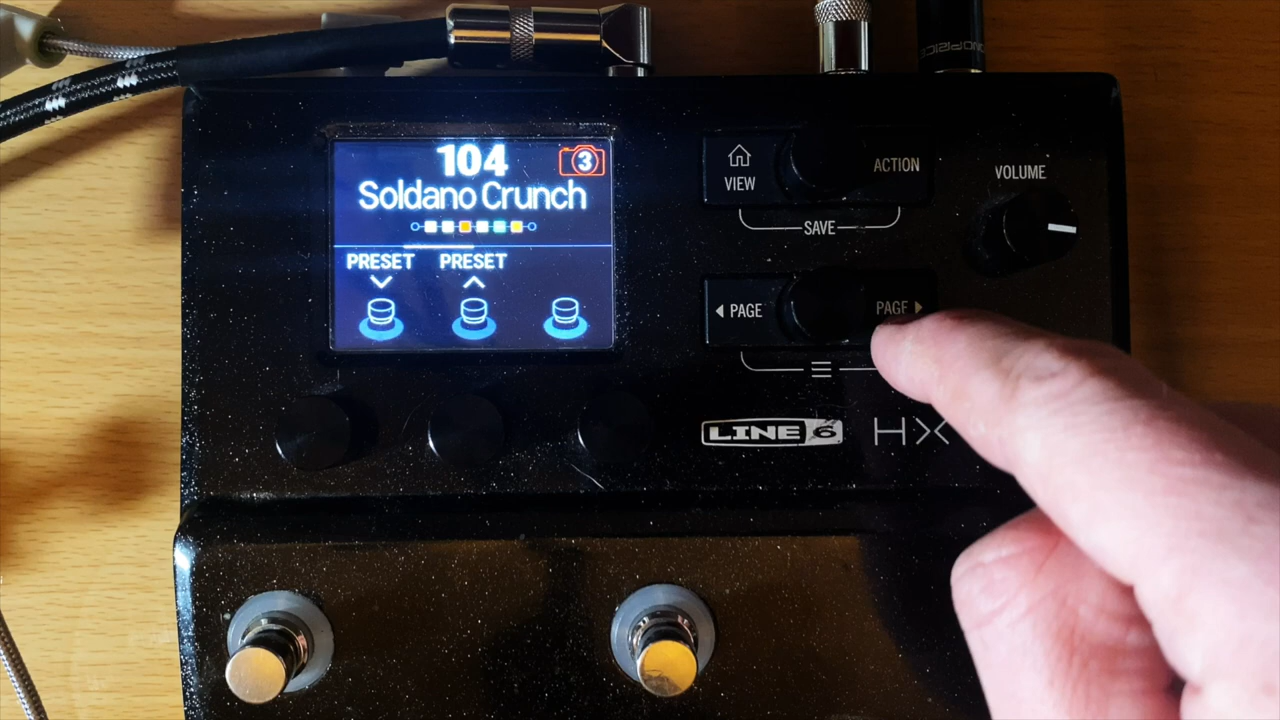 104
3
Soldano Crunch
PRESET PRESET
VIEW
ACTION
SAVE
PAGE
PAGE
VOLUME
LINE 6 HX